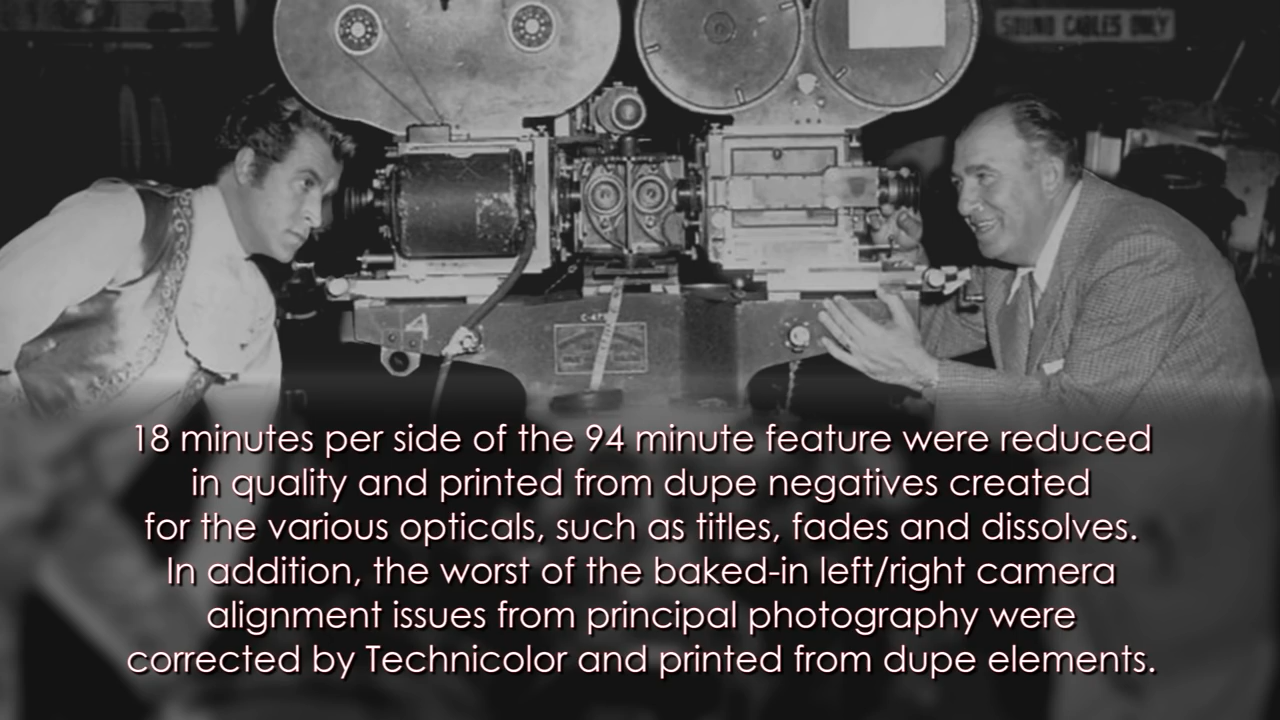 SOUND CABLES ONLY
4
18 minutes per side of the 94 minute feature were reduced
in quality and printed from dupe negatives created
for the various opticals, such as titles, fades and dissolves.
In addition, the worst of the baked-in left/right camera
alignment issues from principal photography were
corrected by Technicolor and printed from dupe elements.